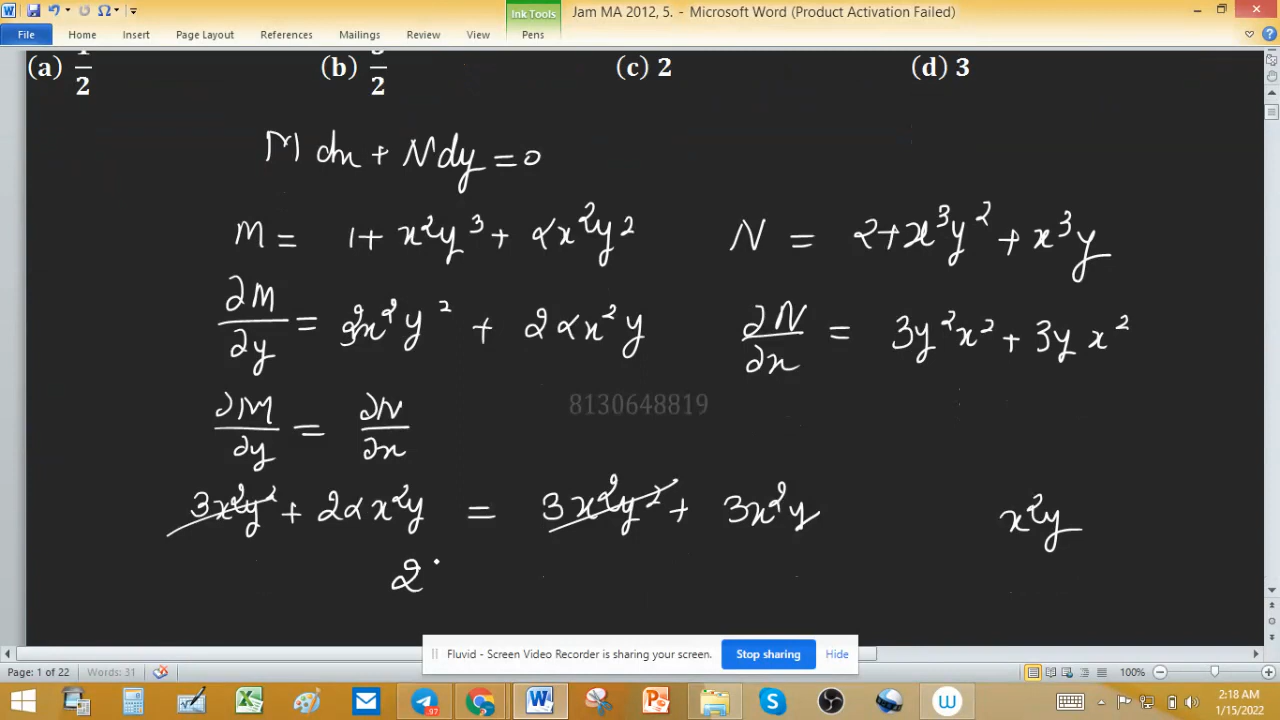 Ink Tools
Jam MA 2012, 5. - Microsoft Word (Product Activation Failed)
File Home Insert Page Layout References Mailings Review View Pens
(a) /2 (b) /2 (c) 2 (d) 3
M dx + N dy = 0
M = 1 + x²y³ + αx²y² N = 2 + x³y² + x³y
∂M/∂y = 3x²y² + 2αx²y ∂N/∂x = 3y²x² + 3yx²
∂M/∂y = ∂N/∂x
8130648819
3x²y² + 2αx²y = 3x²y² + 3x²y x²y
2
Fluvid - Screen Video Recorder is sharing your screen. Stop sharing Hide
Page: 1 of 22 Words: 31 100%
97
W
2:18 AM
1/15/2022